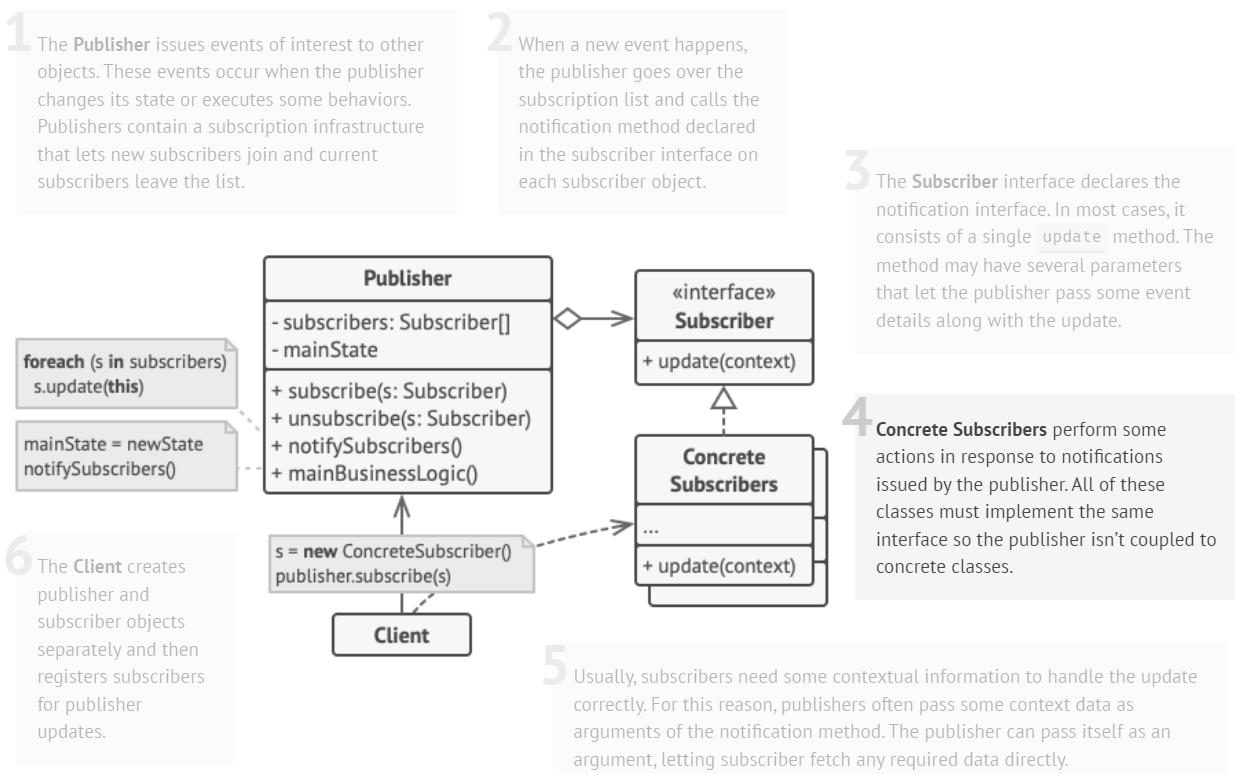 1
The Publisher issues events of interest to other
objects. These events occur when the publisher
changes its state or executes some behaviors.
Publishers contain a subscription infrastructure
that lets new subscribers join and current
subscribers leave the list.
2
When a new event happens,
the publisher goes over the
subscription list and calls the
notification method declared
in the subscriber interface on
each subscriber object.
3
The Subscriber interface declares the
notification interface. In most cases, it
consists of a single update method. The
method may have several parameters
that let the publisher pass some event
details along with the update.
Publisher
- subscribers: Subscriber[]
- mainState
+ subscribe(s: Subscriber)
+ unsubscribe(s: Subscriber)
+ notifySubscribers()
+ mainBusinessLogic()
«interface»
Subscriber
+ update(context)
foreach (s in subscribers)
s.update(this)
mainState = newState
notifySubscribers()
4
Concrete Subscribers perform some
actions in response to notifications
issued by the publisher. All of these
classes must implement the same
interface so the publisher isn’t coupled to
concrete classes.
Concrete
Subscribers
...
+ update(context)
s = new ConcreteSubscriber()
publisher.subscribe(s)
Client
6
The Client creates
publisher and
subscriber objects
separately and then
registers subscribers
for publisher
updates.
5
Usually, subscribers need some contextual information to handle the update
correctly. For this reason, publishers often pass some context data as
arguments of the notification method. The publisher can pass itself as an
argument, letting subscriber fetch any required data directly.